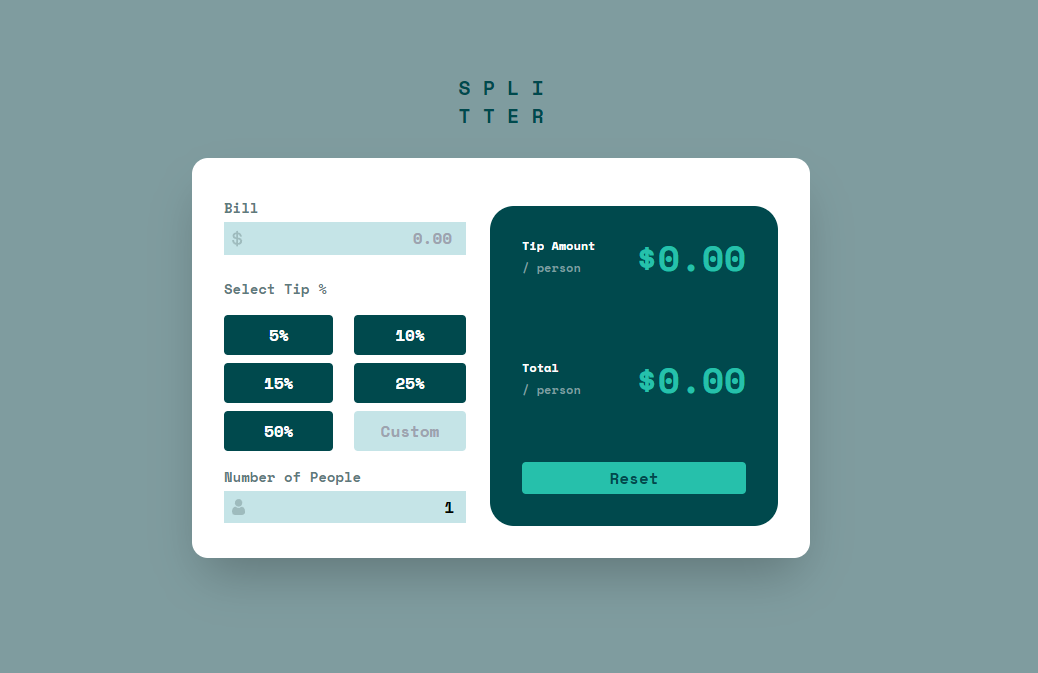 S P L I
T T E R
Bill
$ 0.00
Select Tip %
5% 10%
15% 25%
50% Custom
Number of People
1
Tip Amount
/ person
$0.00
Total
/ person
$0.00
Reset